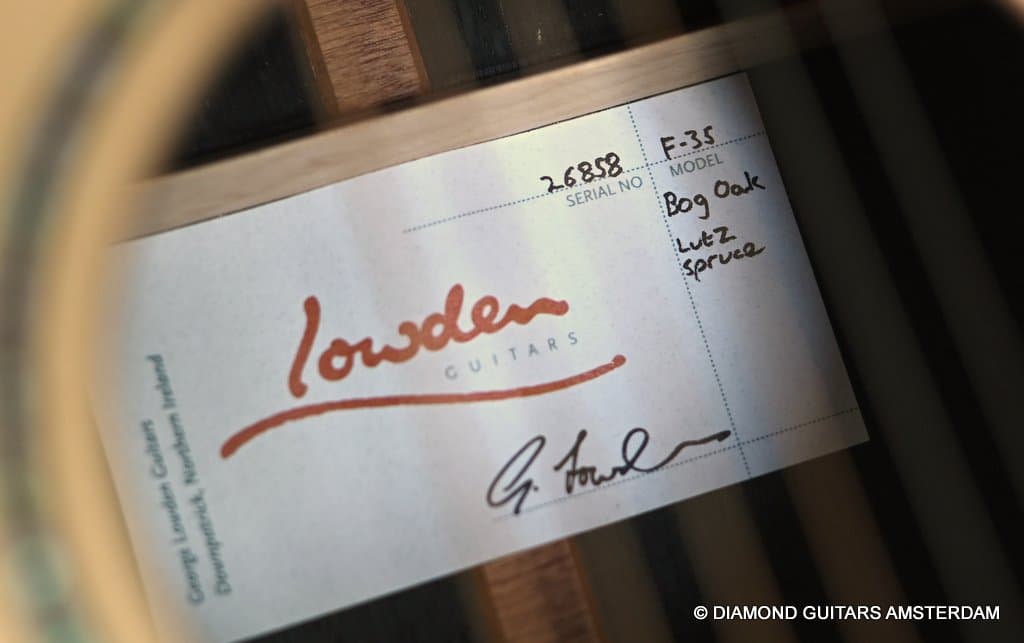 26858
SERIAL NO
F-35
MODEL
Bog Oak
Lutz
spruce
lowden
GUITARS
G. Lowden
George Lowden Guitars
Downpatrick, Northern Ireland
© DIAMOND GUITARS AMSTERDAM